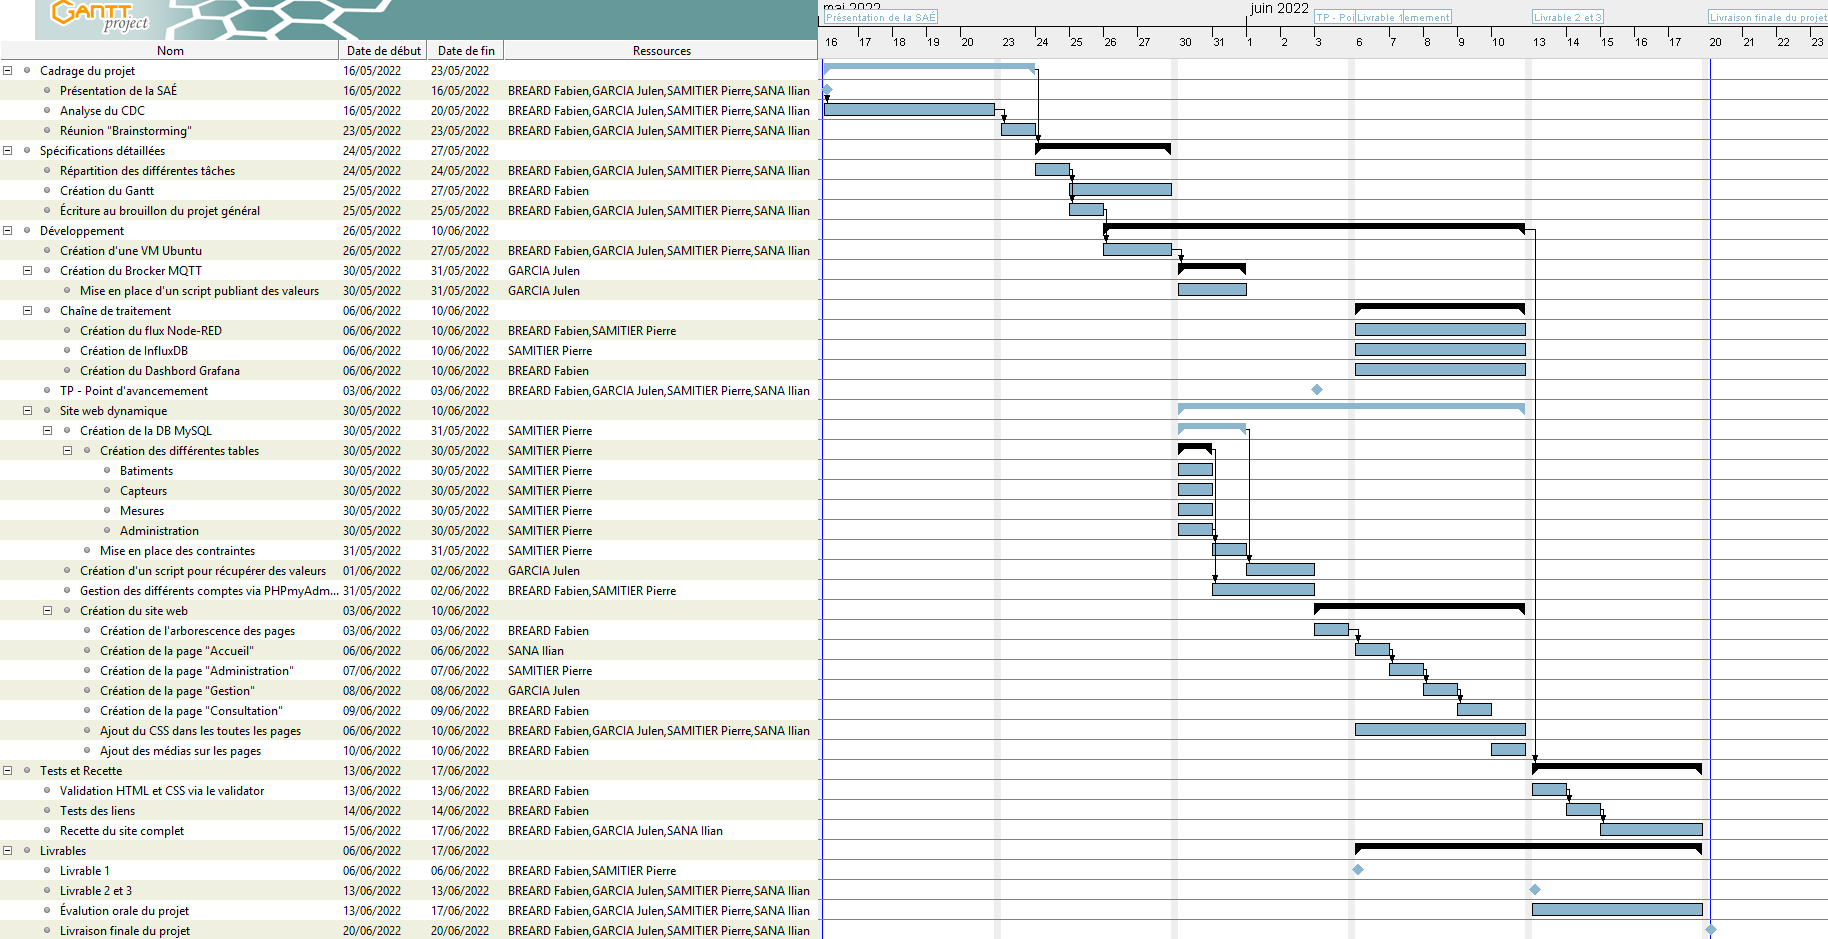 GANTT
project
mai 2022
juin 2022
Présentation de la SAÉ
TP - Poi
Livrable 1
emement
Livrable 2 et 3
Livraison finale du projet
16 17 18 19 20 23 24 25 26 27 30 31 1 2 3 6 7 8 9 10 13 14 15 16 17 20 21 22 23
Nom Date de début Date de fin Ressources
Cadrage du projet 16/05/2022 23/05/2022
Présentation de la SAÉ 16/05/2022 16/05/2022 BREARD Fabien,GARCIA Julen,SAMITIER Pierre,SANA Ilian
Analyse du CDC 16/05/2022 20/05/2022 BREARD Fabien,GARCIA Julen,SAMITIER Pierre,SANA Ilian
Réunion "Brainstorming" 23/05/2022 23/05/2022 BREARD Fabien,GARCIA Julen,SAMITIER Pierre,SANA Ilian
Spécifications détaillées 24/05/2022 27/05/2022
Répartition des différentes tâches 24/05/2022 24/05/2022 BREARD Fabien,GARCIA Julen,SAMITIER Pierre,SANA Ilian
Création du Gantt 25/05/2022 27/05/2022 BREARD Fabien
Écriture au brouillon du projet général 25/05/2022 25/05/2022 BREARD Fabien,GARCIA Julen,SAMITIER Pierre,SANA Ilian
Développement 26/05/2022 10/06/2022
Création d'une VM Ubuntu 26/05/2022 27/05/2022 BREARD Fabien,GARCIA Julen,SAMITIER Pierre,SANA Ilian
Création du Brocker MQTT 30/05/2022 31/05/2022 GARCIA Julen
Mise en place d'un script publiant des valeurs 30/05/2022 31/05/2022 GARCIA Julen
Chaîne de traitement 06/06/2022 10/06/2022
Création du flux Node-RED 06/06/2022 10/06/2022 BREARD Fabien,SAMITIER Pierre
Création de InfluxDB 06/06/2022 10/06/2022 SAMITIER Pierre
Création du Dashbord Grafana 06/06/2022 10/06/2022 BREARD Fabien
TP - Point d'avancemement 03/06/2022 03/06/2022 BREARD Fabien,GARCIA Julen,SAMITIER Pierre,SANA Ilian
Site web dynamique 30/05/2022 10/06/2022
Création de la DB MySQL 30/05/2022 31/05/2022 SAMITIER Pierre
Création des différentes tables 30/05/2022 30/05/2022 SAMITIER Pierre
Batiments 30/05/2022 30/05/2022 SAMITIER Pierre
Capteurs 30/05/2022 30/05/2022 SAMITIER Pierre
Mesures 30/05/2022 30/05/2022 SAMITIER Pierre
Administration 30/05/2022 30/05/2022 SAMITIER Pierre
Mise en place des contraintes 31/05/2022 31/05/2022 SAMITIER Pierre
Création d'un script pour récupérer des valeurs 01/06/2022 02/06/2022 GARCIA Julen
Gestion des différents comptes via PHPmyAdm... 31/05/2022 02/06/2022 BREARD Fabien,SAMITIER Pierre
Création du site web 03/06/2022 10/06/2022
Création de l'arborescence des pages 03/06/2022 03/06/2022 BREARD Fabien
Création de la page "Accueil" 06/06/2022 06/06/2022 SANA Ilian
Création de la page "Administration" 07/06/2022 07/06/2022 SAMITIER Pierre
Création de la page "Gestion" 08/06/2022 08/06/2022 GARCIA Julen
Création de la page "Consultation" 09/06/2022 09/06/2022 BREARD Fabien
Ajout du CSS dans les toutes les pages 06/06/2022 10/06/2022 BREARD Fabien,GARCIA Julen,SAMITIER Pierre,SANA Ilian
Ajout des médias sur les pages 10/06/2022 10/06/2022 BREARD Fabien
Tests et Recette 13/06/2022 17/06/2022
Validation HTML et CSS via le validator 13/06/2022 13/06/2022 BREARD Fabien
Tests des liens 14/06/2022 14/06/2022 BREARD Fabien
Recette du site complet 15/06/2022 17/06/2022 BREARD Fabien,GARCIA Julen,SANA Ilian
Livrables 06/06/2022 17/06/2022
Livrable 1 06/06/2022 06/06/2022 BREARD Fabien,SAMITIER Pierre
Livrable 2 et 3 13/06/2022 13/06/2022 BREARD Fabien,GARCIA Julen,SAMITIER Pierre,SANA Ilian
Évalution orale du projet 13/06/2022 17/06/2022 BREARD Fabien,GARCIA Julen,SAMITIER Pierre,SANA Ilian
Livraison finale du projet 20/06/2022 20/06/2022 BREARD Fabien,GARCIA Julen,SAMITIER Pierre,SANA Ilian